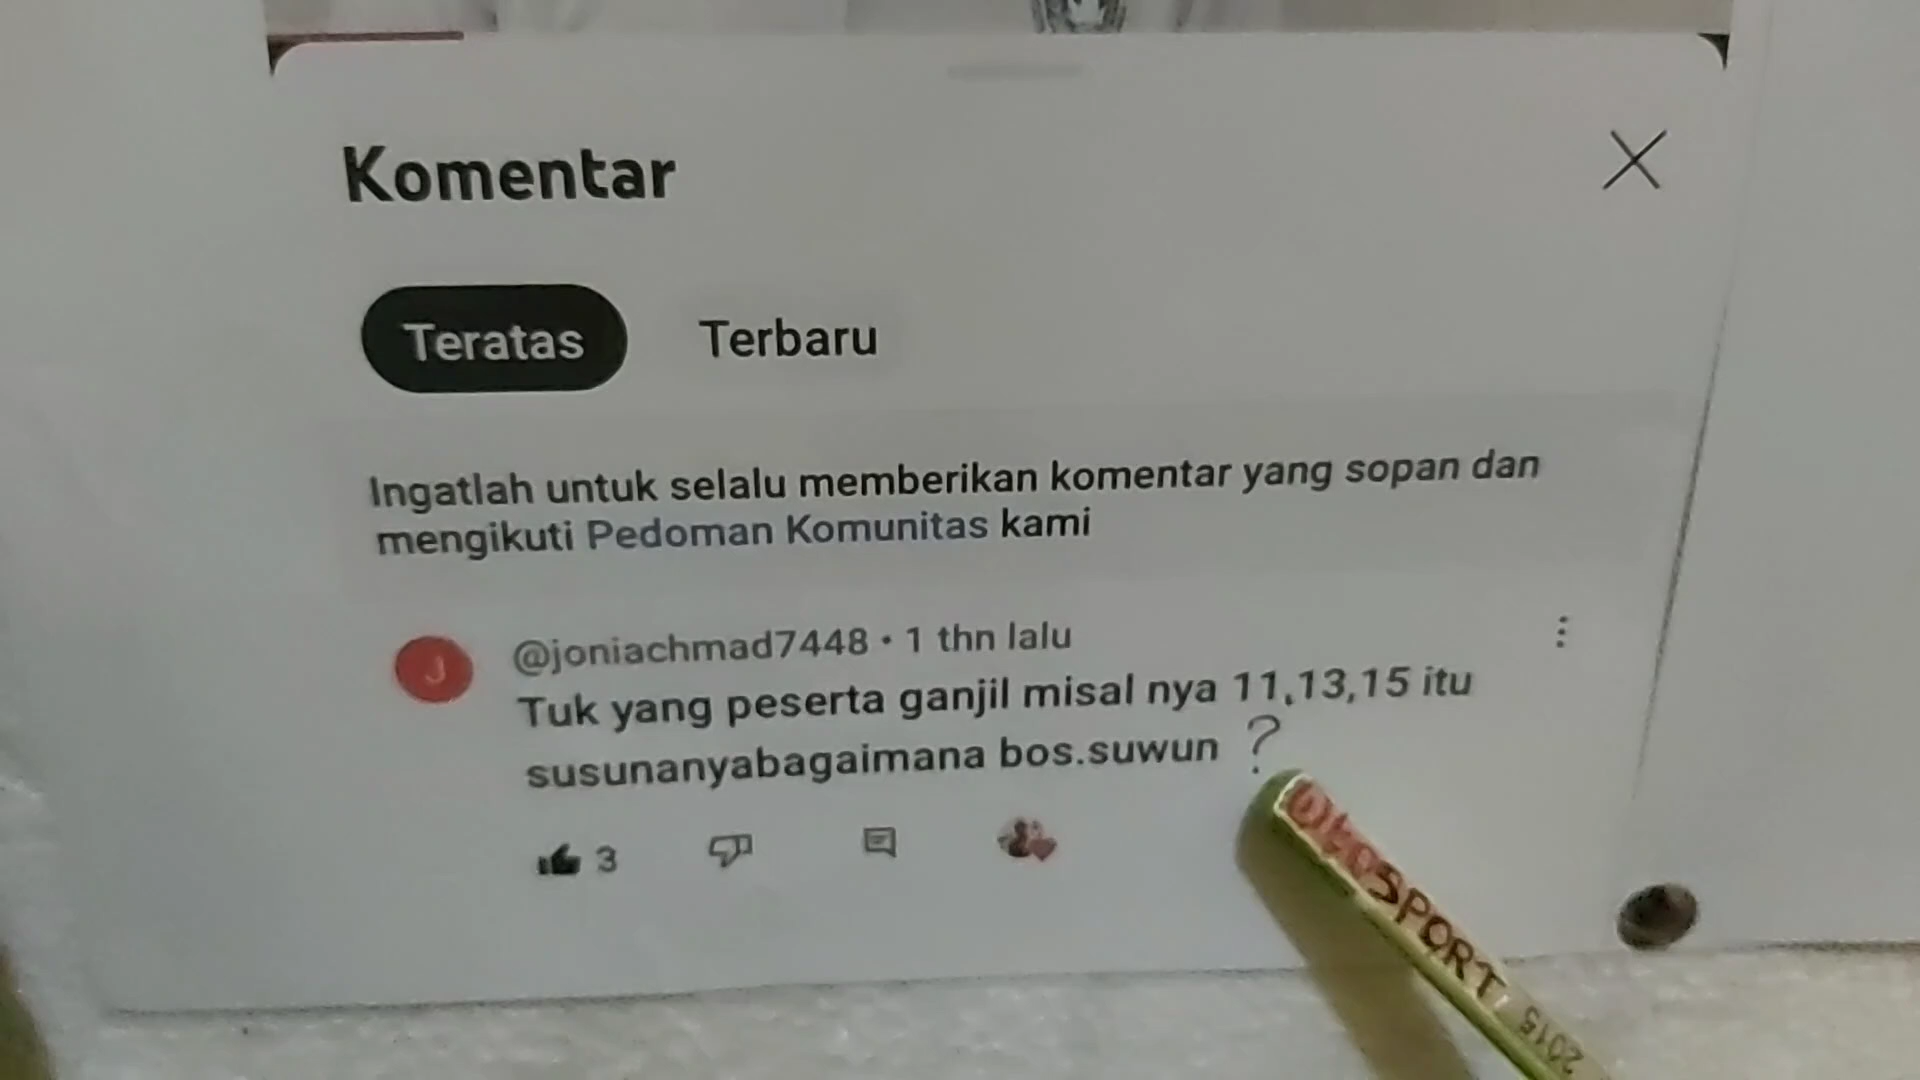 Komentar
Teratas Terbaru
Ingatlah untuk selalu memberikan komentar yang sopan dan
mengikuti Pedoman Komunitas kami
@joniachmad7448 • 1 thn lalu
Tuk yang peserta ganjil misal nya 11,13,15 itu
susunanyabagaimana bos.suwun ?
3
SPORT 2015